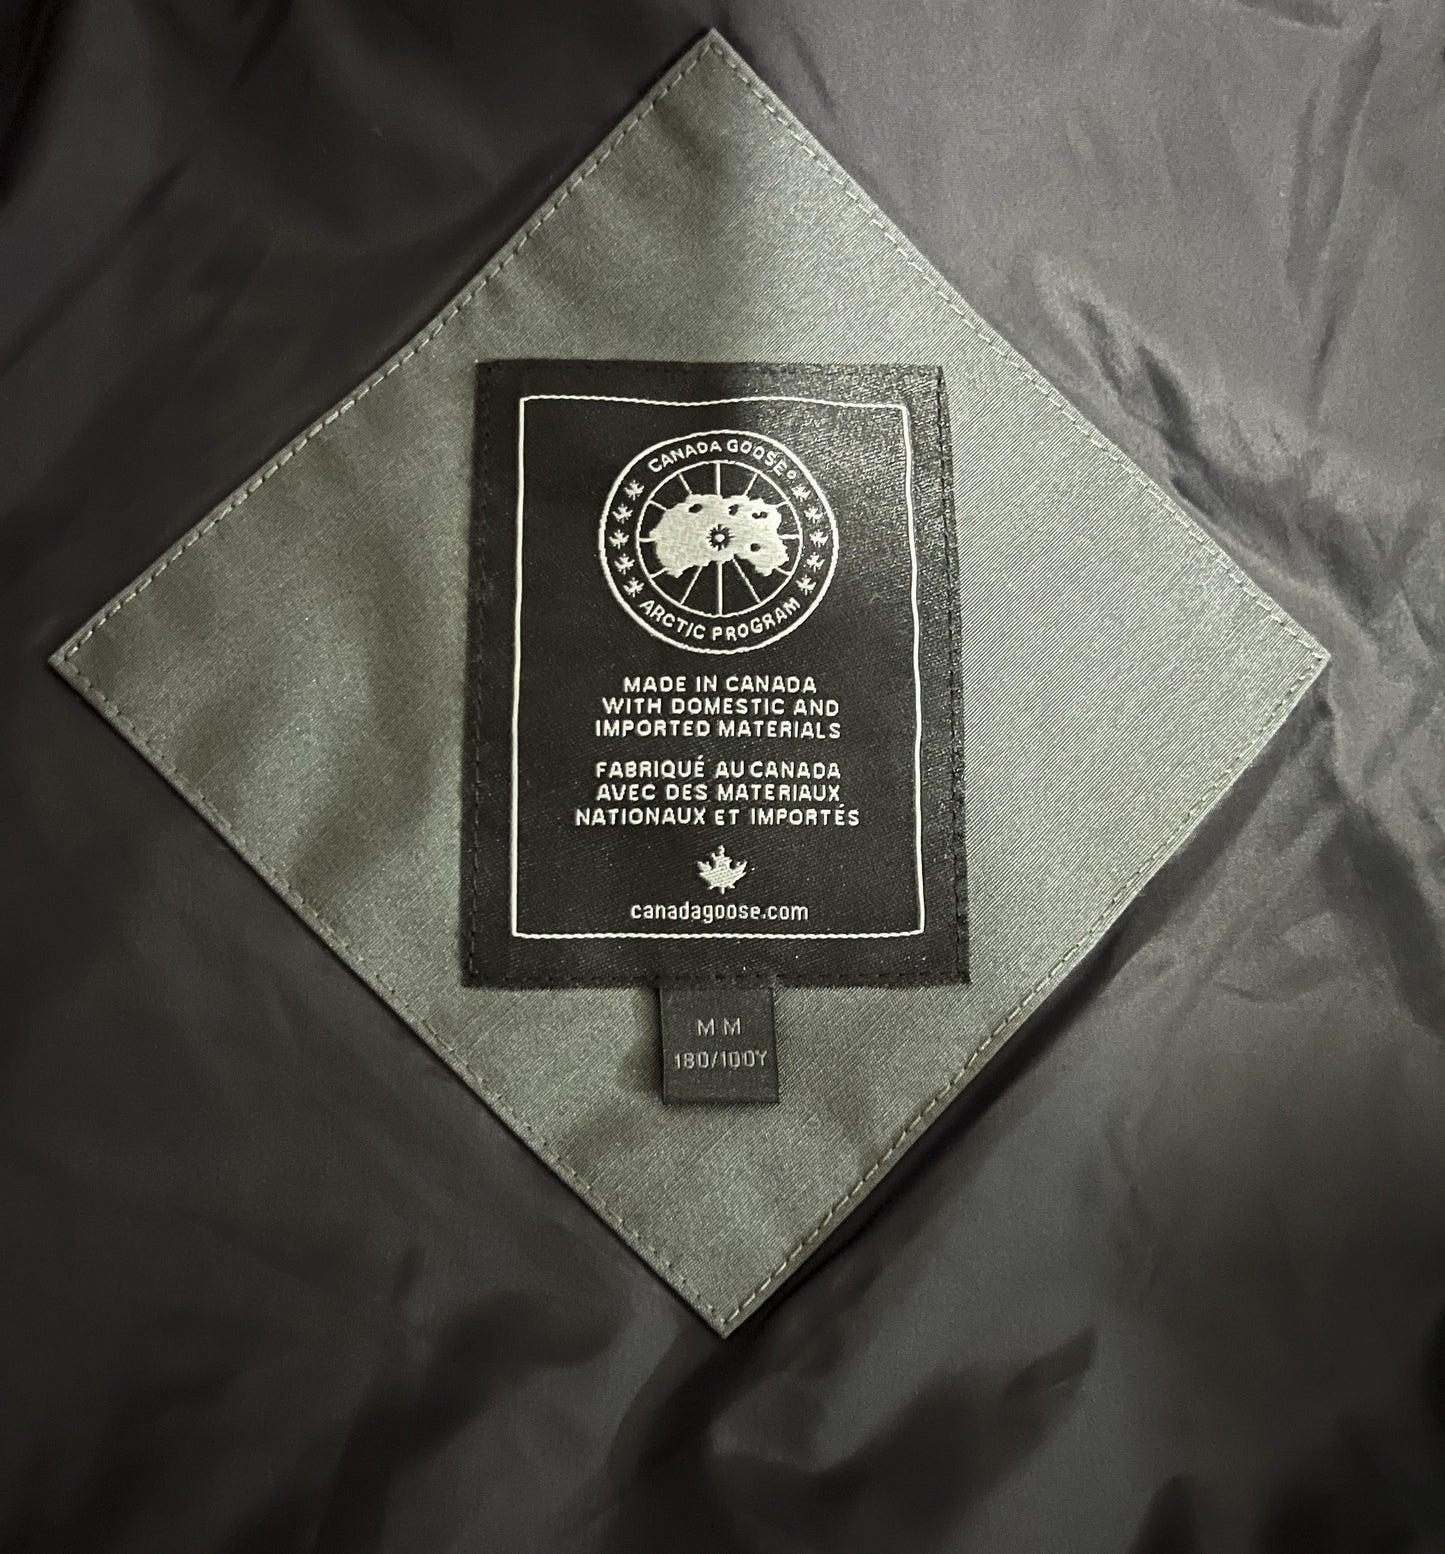 CANADA GOOSE®
ARCTIC PROGRAM
MADE IN CANADA
WITH DOMESTIC AND
IMPORTED MATERIALS
FABRIQUÉ AU CANADA
AVEC DES MATERIAUX
NATIONAUX ET IMPORTÉS
canadagoose.com
M M
180/100Y